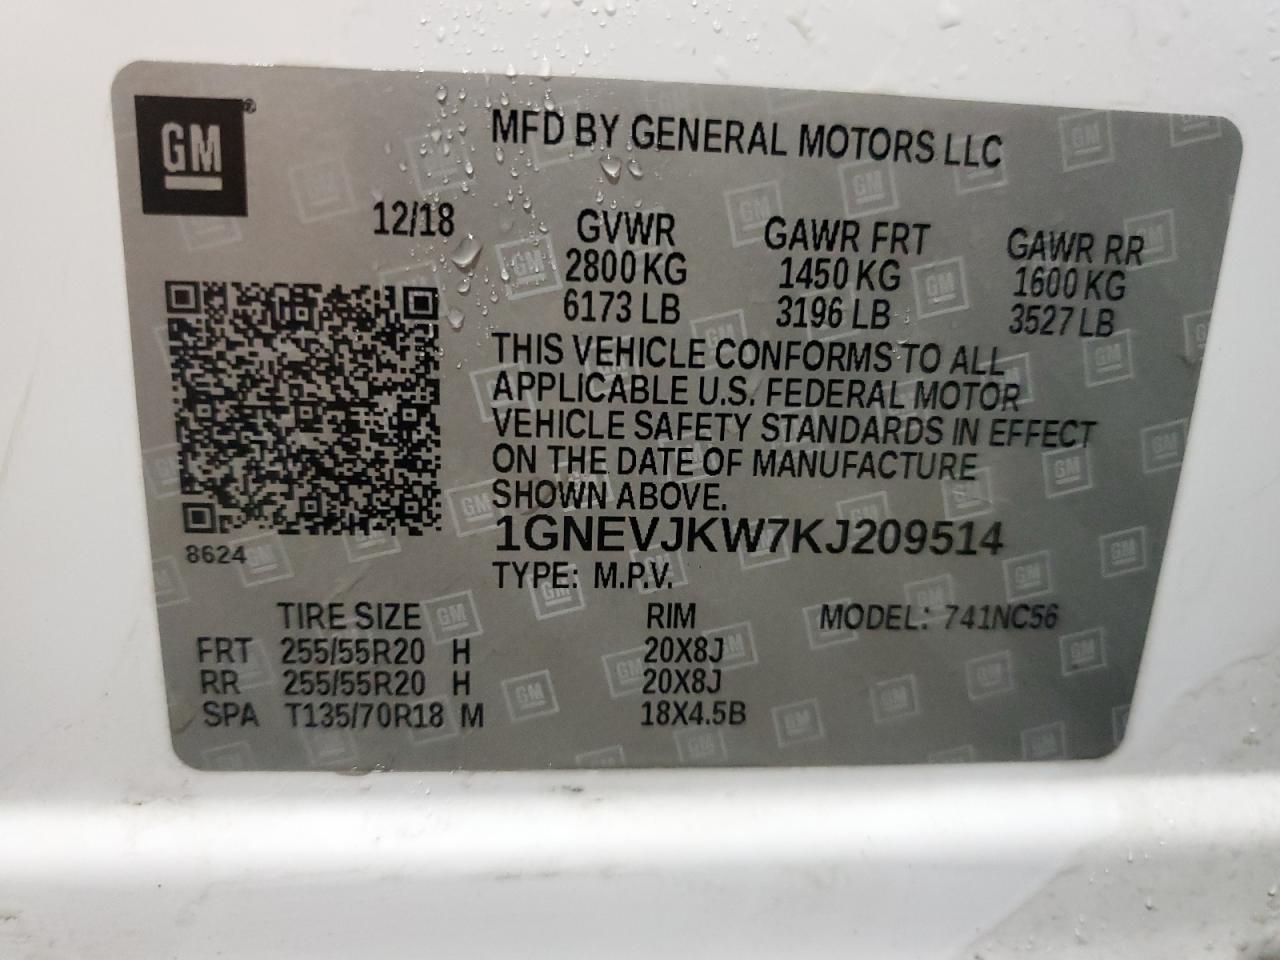 GM®
MFD BY GENERAL MOTORS LLC
12/18 GVWR GAWR FRT GAWR RR
2800 KG 1450 KG 1600 KG
6173 LB 3196 LB 3527 LB
THIS VEHICLE CONFORMS TO ALL
APPLICABLE U.S. FEDERAL MOTOR
VEHICLE SAFETY STANDARDS IN EFFECT
ON THE DATE OF MANUFACTURE
SHOWN ABOVE.
1GNEVJKW7KJ209514
8624
TYPE: M.P.V.
TIRE SIZE RIM MODEL: 741NC56
FRT 255/55R20 H 20X8J
RR 255/55R20 H 20X8J
SPA T135/70R18 M 18X4.5B